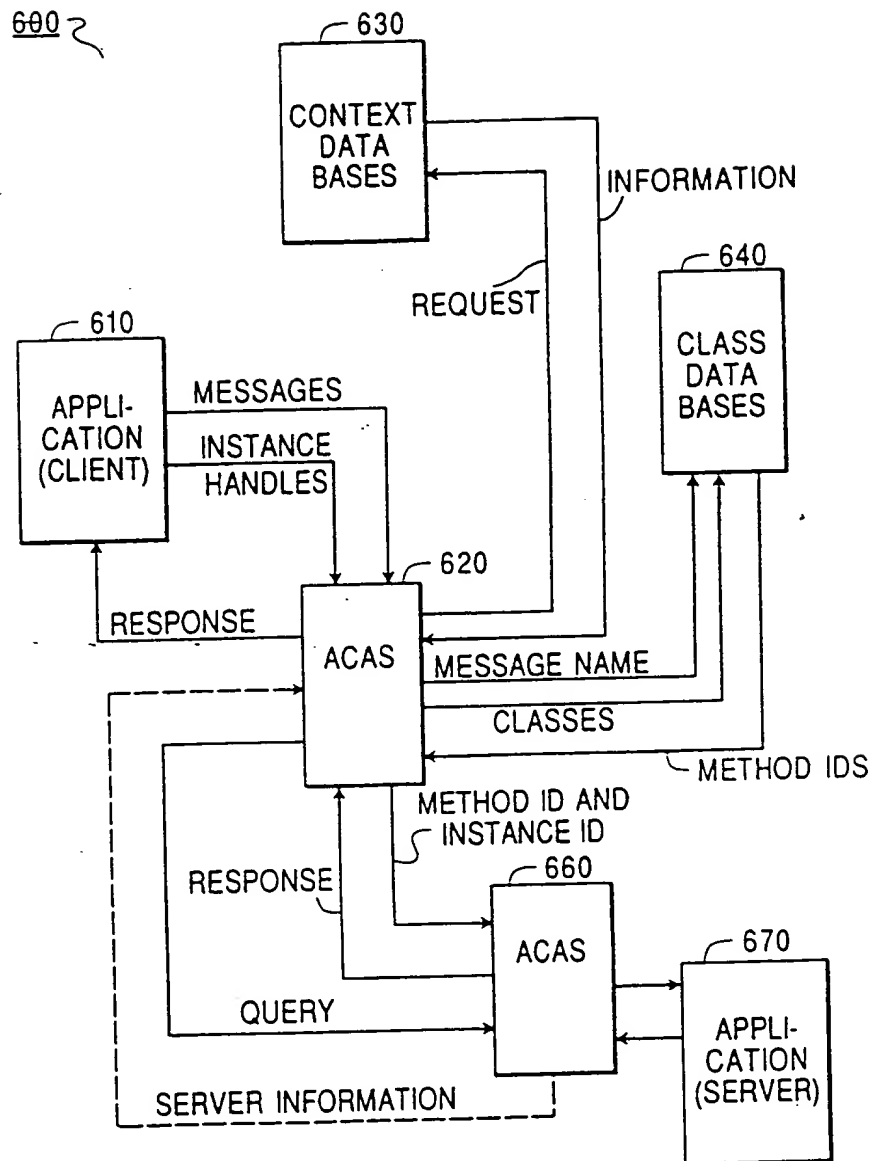 600
630
CONTEXT
DATA
BASES
INFORMATION
640
REQUEST
CLASS
DATA
BASES
610
APPLI-
CATION
(CLIENT)
MESSAGES
INSTANCE
HANDLES
620
RESPONSE
ACAS
MESSAGE NAME
CLASSES
METHOD IDS
METHOD ID AND
INSTANCE ID
RESPONSE
660
ACAS
670
QUERY
APPLI-
CATION
(SERVER)
SERVER INFORMATION